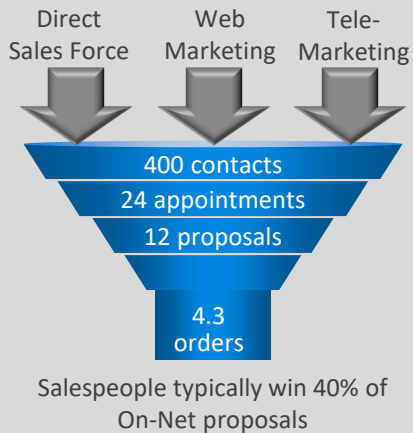 Direct
Sales Force
Web
Marketing
Tele-
Marketing
400 contacts
24 appointments
12 proposals
4.3
orders
Salespeople typically win 40% of
On-Net proposals